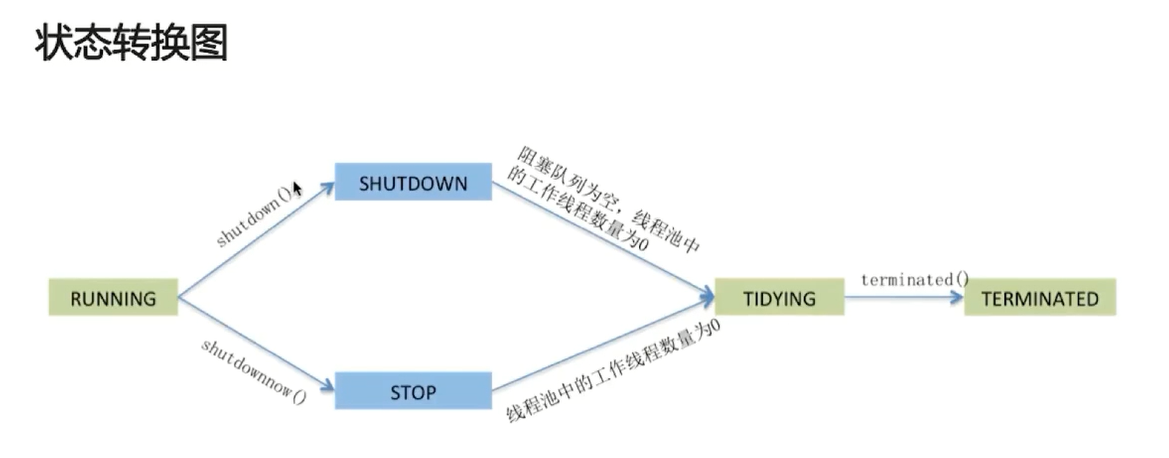 状态转换图
阻塞队列为空，线程池中
的工作线程数量为0
SHUTDOWN
shutdown()
RUNNING
TIDYING
terminated()
TERMINATED
shutdownnow()
线程池中的工作线程数量为0
STOP